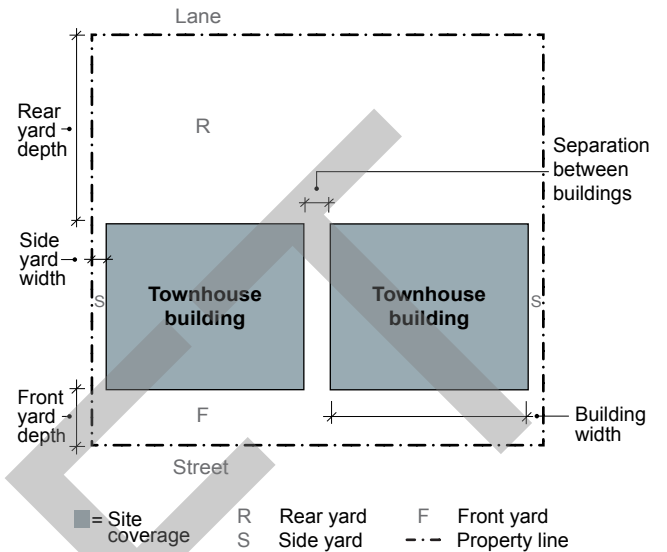 Lane
Rear
yard
depth
R
Separation
between
buildings
Side
yard
width
S
Townhouse
building
Townhouse
building
S
Front
yard
depth
F
Building
width
Street
= Site
coverage
R Rear yard
F Front yard
S Side yard
Property line